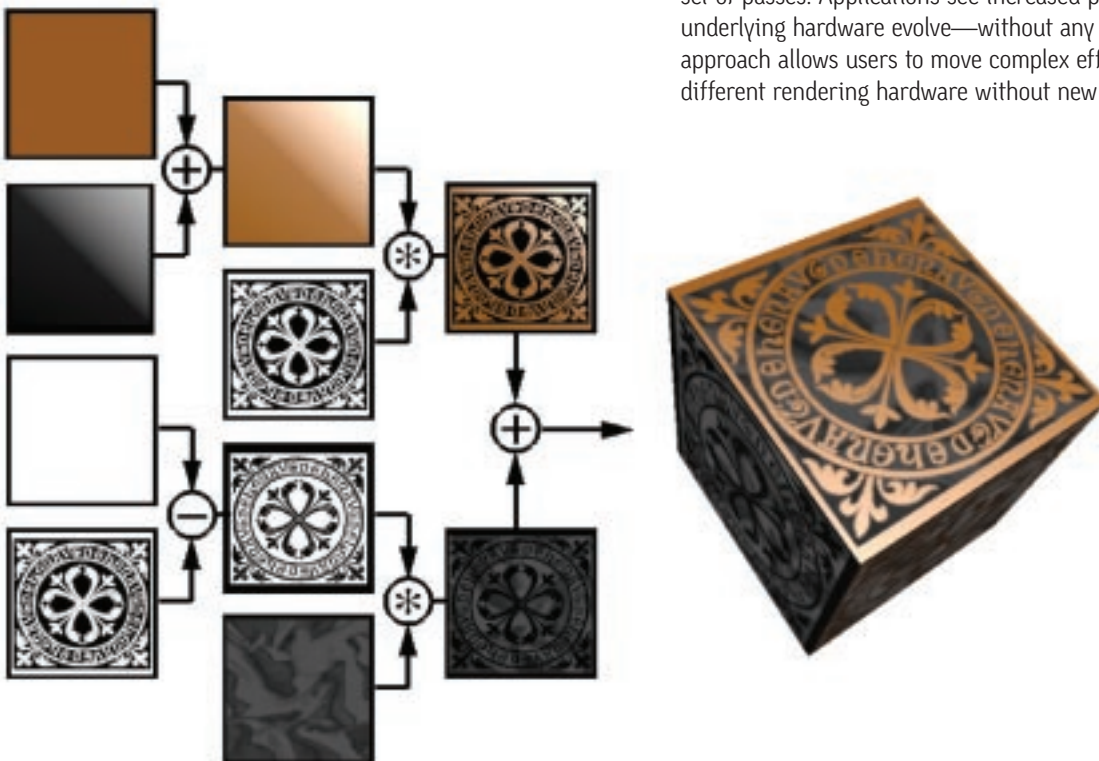 set of passes. Applications see increased p
underlying hardware evolve—without any
approach allows users to move complex eff
different rendering hardware without new
+
*
+
−
*